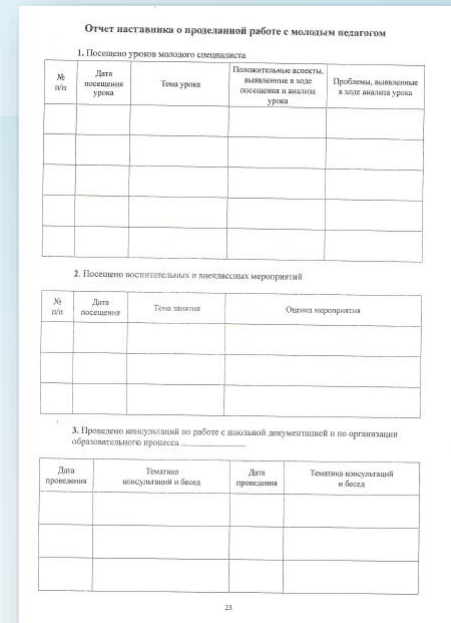 Отчет наставника о проделанной работе с молодым педагогом
1. Посещено уроков молодого специалиста
№ п/п
Дата посещения урока
Тема урока
Положительные аспекты, выявленные в ходе посещения и анализа урока
Проблемы, выявленные в ходе анализа урока
2. Посещено воспитательных и внеклассных мероприятий
№ п/п
Дата посещения
Тема занятия
Оценка мероприятия
3. Проведено консультаций по работе с школьной документацией и по организации
образовательного процесса
Дата проведения
Тематика консультаций и бесед
Дата проведения
Тематика консультаций и бесед
23